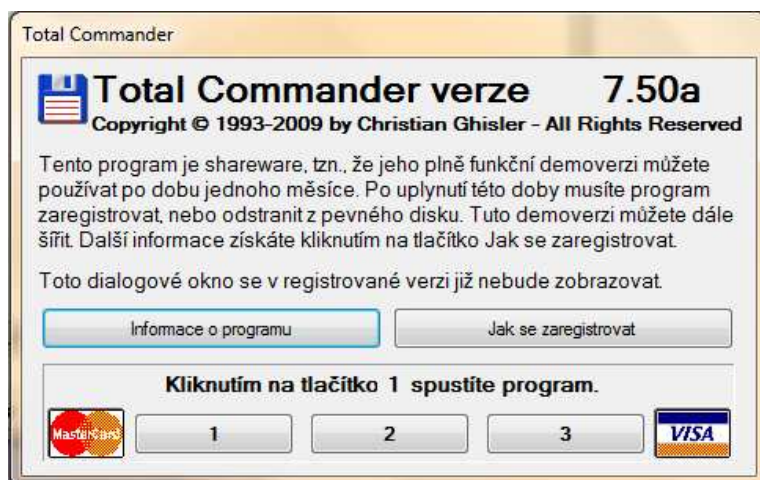 Total Commander
Total Commander verze 7.50a
Copyright © 1993-2009 by Christian Ghisler - All Rights Reserved
Tento program je shareware, tzn., že jeho plně funkční demoverzi můžete
používat po dobu jednoho měsíce. Po uplynutí této doby musíte program
zaregistrovat, nebo odstranit z pevného disku. Tuto demoverzi můžete dále
šířit. Další informace získáte kliknutím na tlačítko Jak se zaregistrovat.
Toto dialogové okno se v registrované verzi již nebude zobrazovat.
Informace o programu Jak se zaregistrovat
Kliknutím na tlačítko 1 spustíte program.
MasterCard 1 2 3 VISA